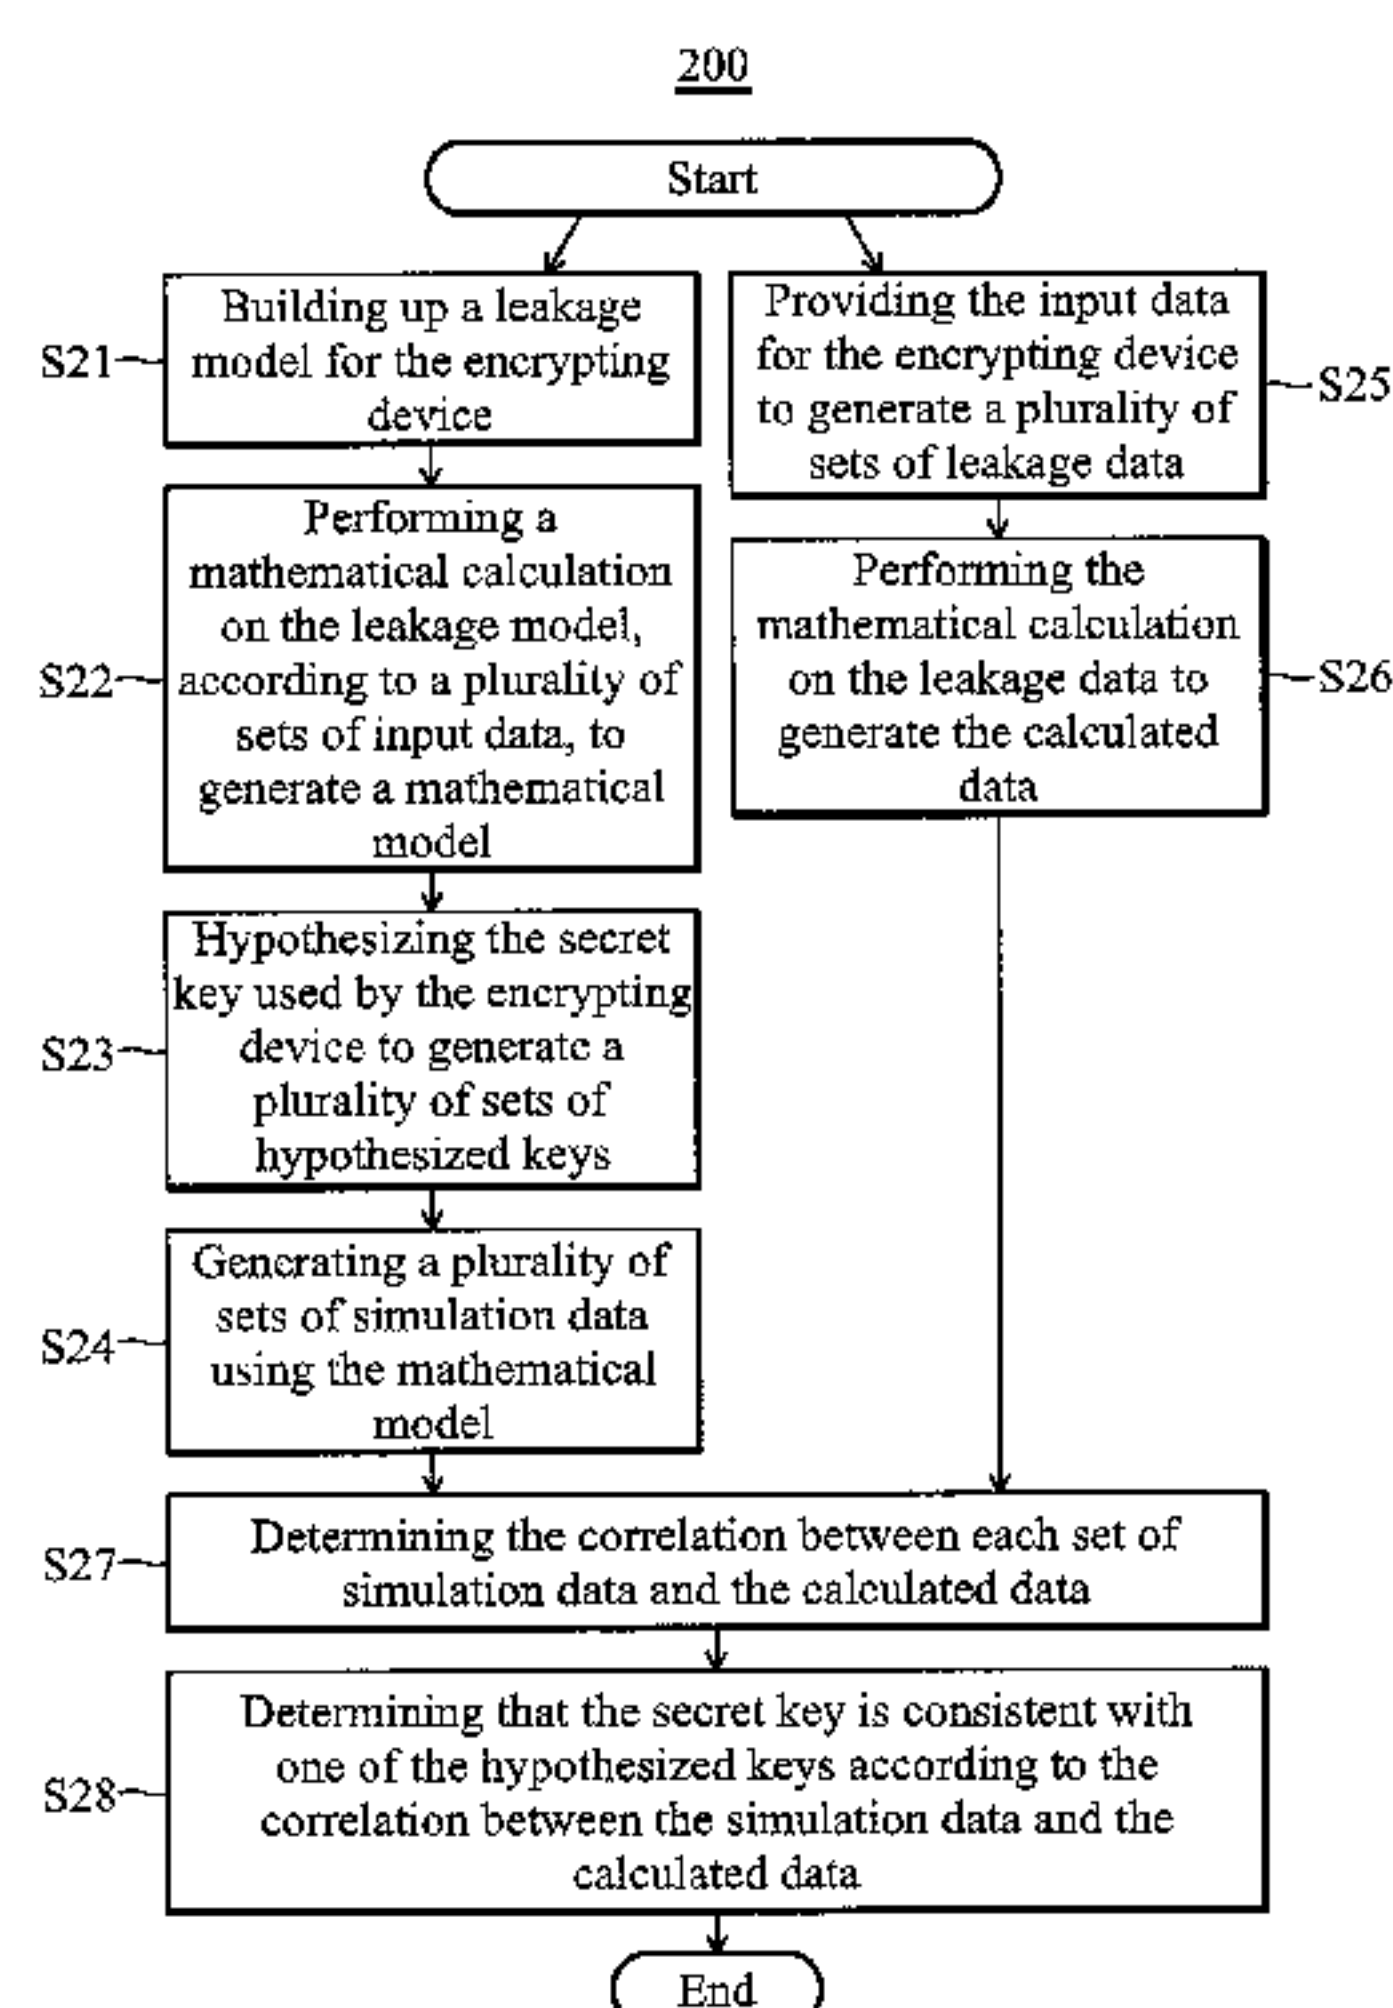 200
Start
S21
Building up a leakage
model for the encrypting
device
Providing the input data
for the encrypting device
to generate a plurality of
sets of leakage data
S25
S22
Performing a
mathematical calculation
on the leakage model,
according to a plurality of
sets of input data, to
generate a mathematical
model
Performing the
mathematical calculation
on the leakage data to
generate the calculated
data
S26
S23
Hypothesizing the secret
key used by the encrypting
device to generate a
plurality of sets of
hypothesized keys
S24
Generating a plurality of
sets of simulation data
using the mathematical
model
S27
Determining the correlation between each set of
simulation data and the calculated data
S28
Determining that the secret key is consistent with
one of the hypothesized keys according to the
correlation between the simulation data and the
calculated data
End